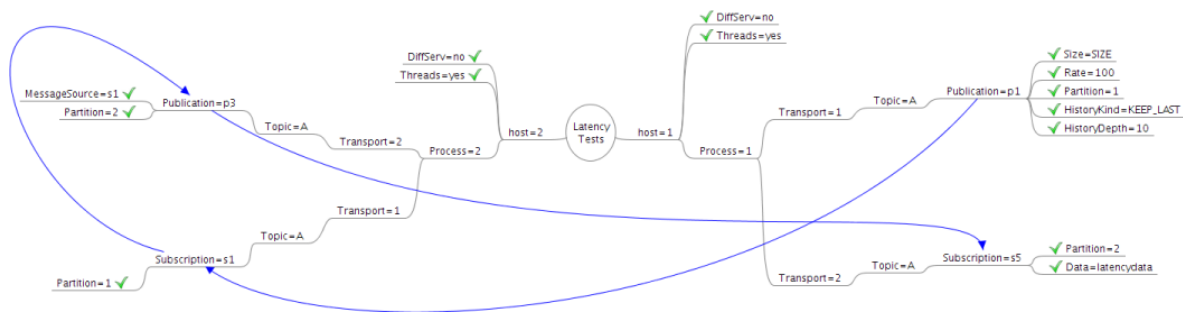 DiffServ=no
Threads=yes
DiffServ=no
Threads=yes
MessageSource=s1
Partition=2
Publication=p3
Topic=A
Transport=2
Process=2
host=2
Latency
Tests
host=1
Process=1
Transport=1
Topic=A
Publication=p1
Size=SIZE
Rate=100
Partition=1
HistoryKind=KEEP_LAST
HistoryDepth=10
Transport=1
Topic=A
Subscription=s1
Partition=1
Transport=2
Topic=A
Subscription=s5
Partition=2
Data=latencydata